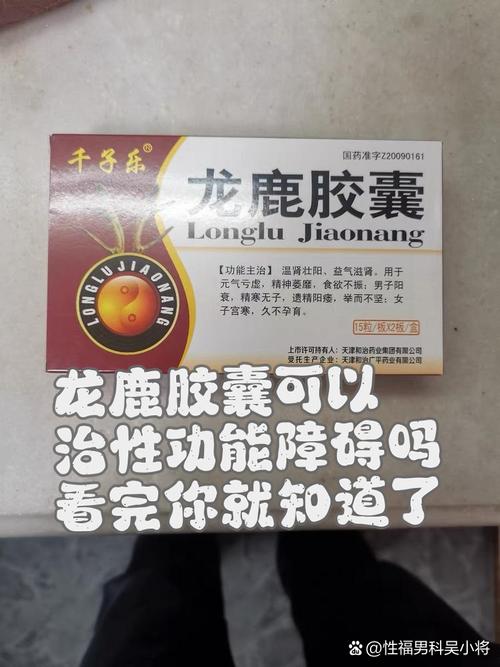 千子乐®
国药准字Z20090161
龙鹿胶囊
Longlu Jiaonang
LONGLUJIAONANG
【功能主治】 温肾壮阳、益气滋肾。用于
元气亏虚，精神萎靡，食欲不振；男子阳
衰，精寒无子，遗精阳痿，举而不坚；女
子宫寒，久不孕育。
15粒/板X2板/盒
上市许可持有人：天津和治药业集团有限公司
受托生产企业：天津和治广平药业有限公司
龙鹿胶囊可以
治性功能障碍吗
看完你就知道了
@性福男科吴小将